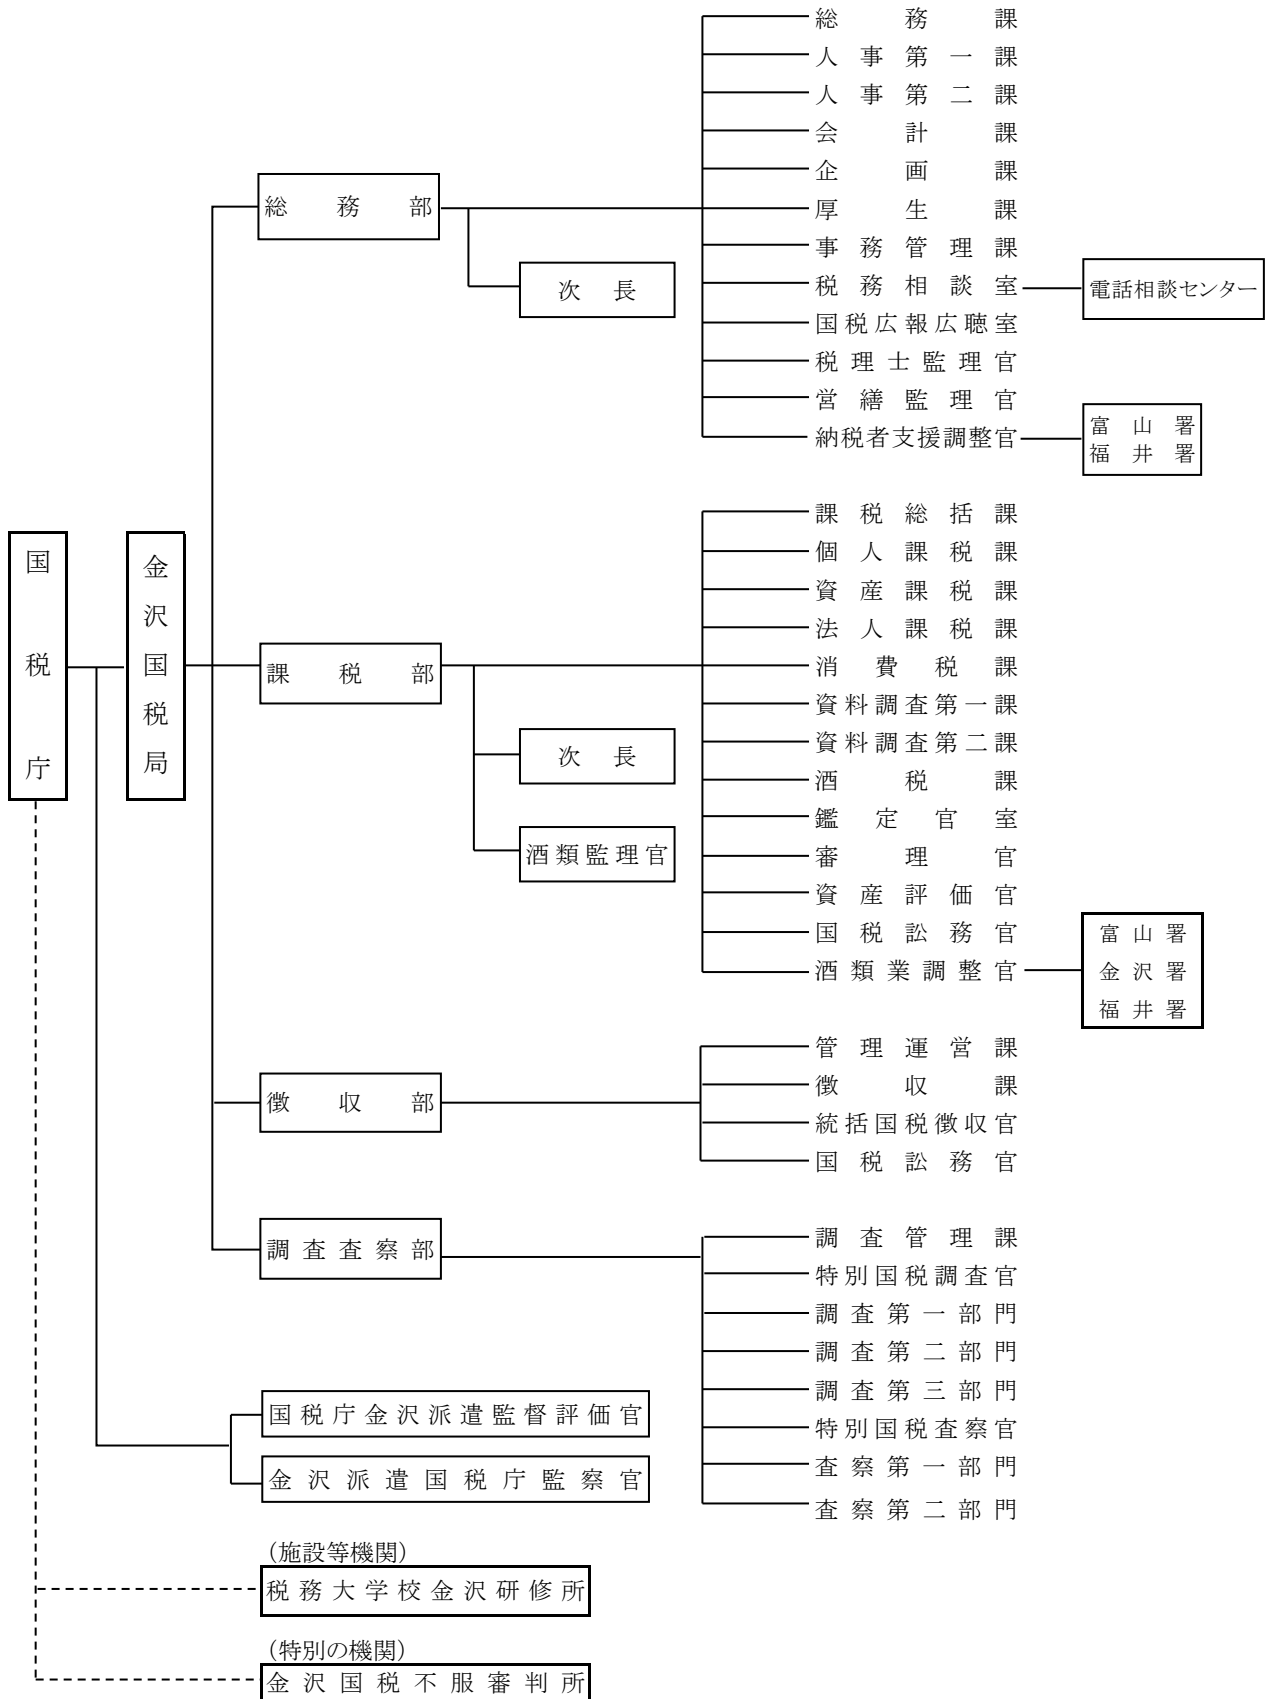 国税庁
金沢国税局
総務部
次長
総務課
人事第一課
人事第二課
会計課
企画課
厚生課
事務管理課
税務相談室
電話相談センター
国税広報広聴室
税理士監理官
営繕監理官
納税者支援調整官
富山署
福井署
課税部
次長
酒類監理官
課税総括課
個人課税課
資産課税課
法人課税課
消費税課
資料調査第一課
資料調査第二課
酒税課
鑑定官室
審理官
資産評価官
国税訟務官
酒類業調整官
富山署
金沢署
福井署
徴収部
管理運営課
徴収課
統括国税徴収官
国税訟務官
調査査察部
調査管理課
特別国税調査官
調査第一部門
調査第二部門
調査第三部門
特別国税査察官
査察第一部門
査察第二部門
国税庁金沢派遣監督評価官
金沢派遣国税庁監察官
(施設等機関)
税務大学校金沢研修所
(特別の機関)
金沢国税不服審判所